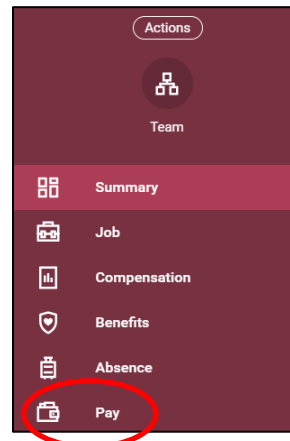 Actions
Team
Summary
Job
Compensation
Benefits
Absence
Pay